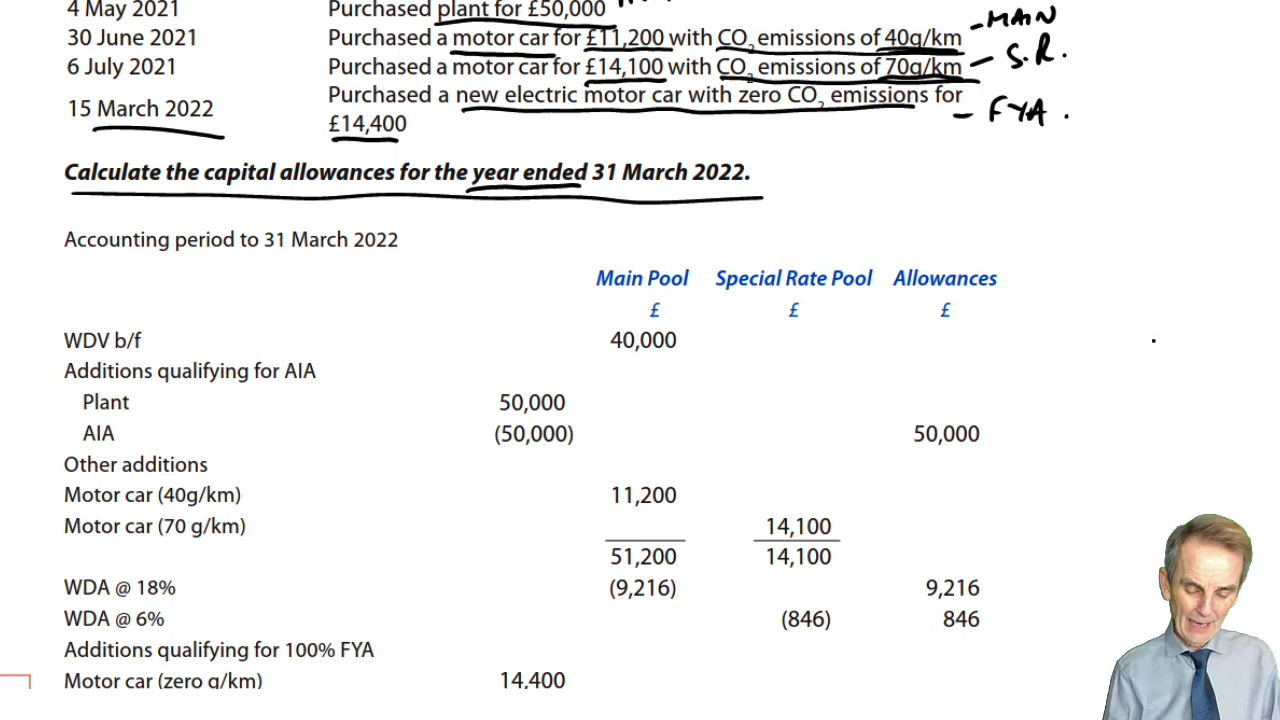 4 May 2021 Purchased plant for £50,000
30 June 2021 Purchased a motor car for £11,200 with CO2 emissions of 40g/km - MAIN
6 July 2021 Purchased a motor car for £14,100 with CO2 emissions of 70g/km - S.R.
15 March 2022 Purchased a new electric motor car with zero CO2 emissions for
£14,400 - FYA.
Calculate the capital allowances for the year ended 31 March 2022.
Accounting period to 31 March 2022
Main Pool Special Rate Pool Allowances
£ £ £
WDV b/f 40,000
Additions qualifying for AIA
Plant 50,000
AIA (50,000) 50,000
Other additions
Motor car (40g/km) 11,200
Motor car (70 g/km) 14,100
51,200 14,100
WDA @ 18% (9,216) 9,216
WDA @ 6% (846) 846
Additions qualifying for 100% FYA
Motor car (zero g/km) 14,400